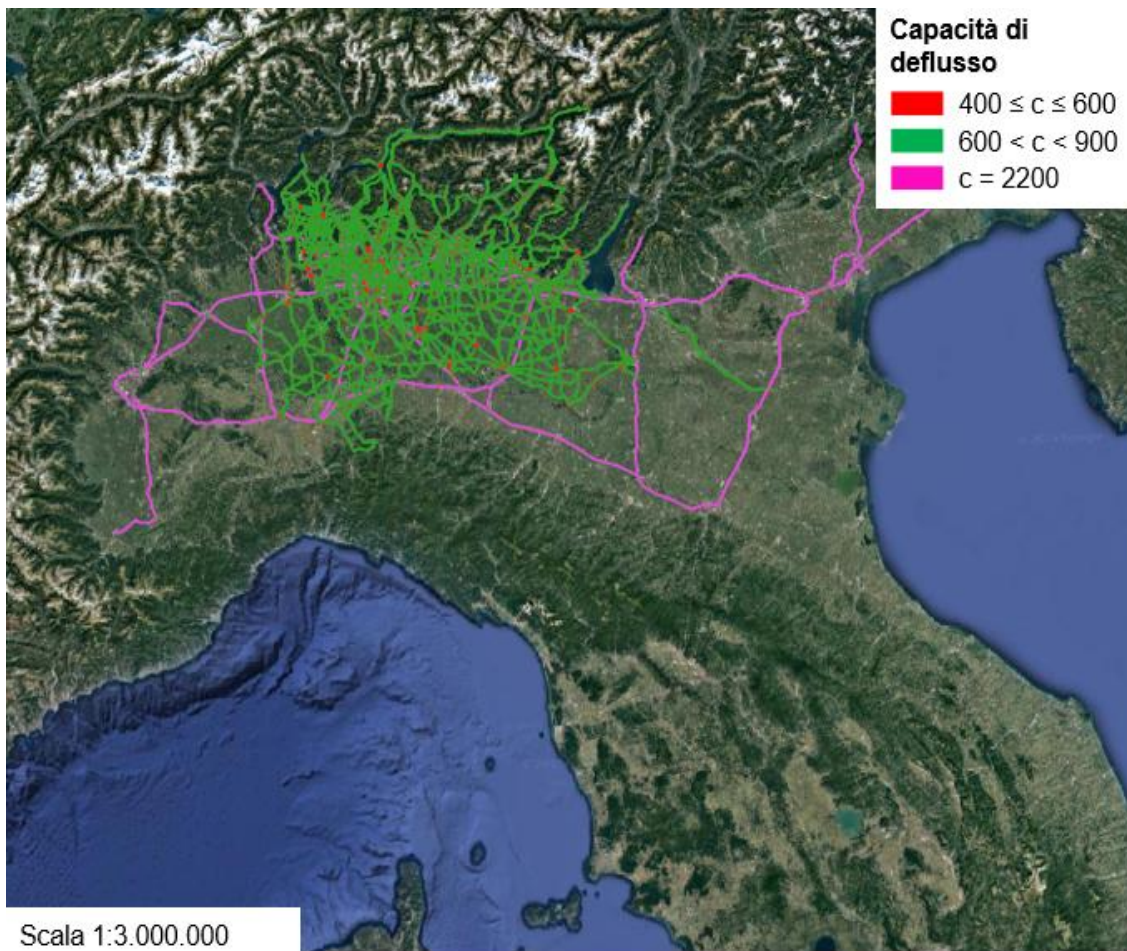 Capacità di
deflusso
400 ≤ c ≤ 600
600 < c < 900
c = 2200
Scala 1:3.000.000